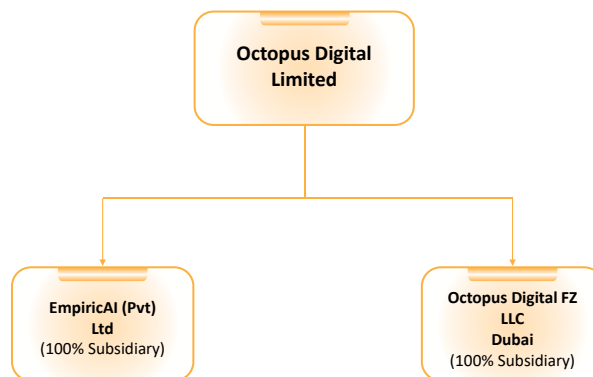 Octopus Digital
Limited
EmpiricAI (Pvt)
Ltd
(100% Subsidiary)
Octopus Digital FZ
LLC
Dubai
(100% Subsidiary)